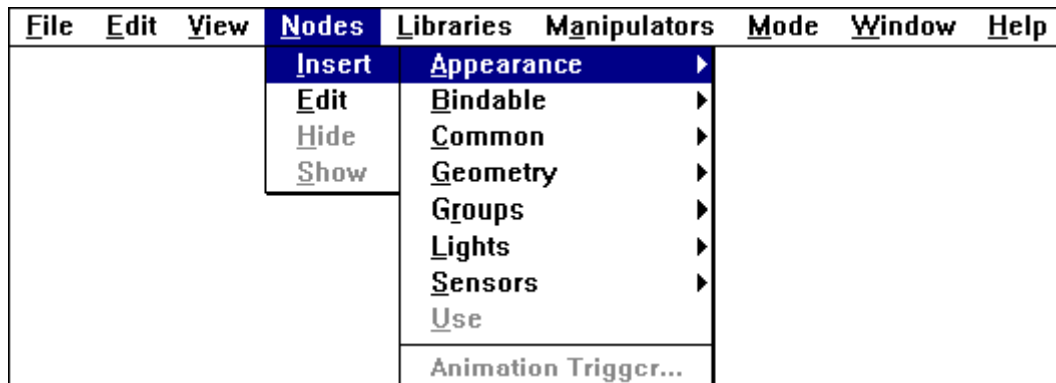 File Edit View Nodes Libraries Manipulators Mode Window Help
Insert Appearance
Edit Bindable
Hide Common
Show Geometry
Groups
Lights
Sensors
Use
Animation Trigger...